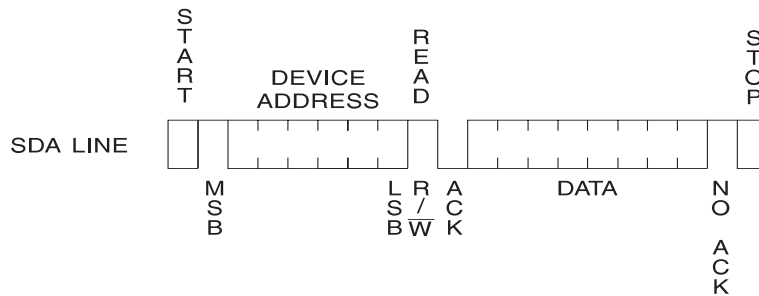 START
READ
STOP
DEVICE
ADDRESS
SDA LINE
MSB
LSB
R/W
ACK
DATA
NO ACK